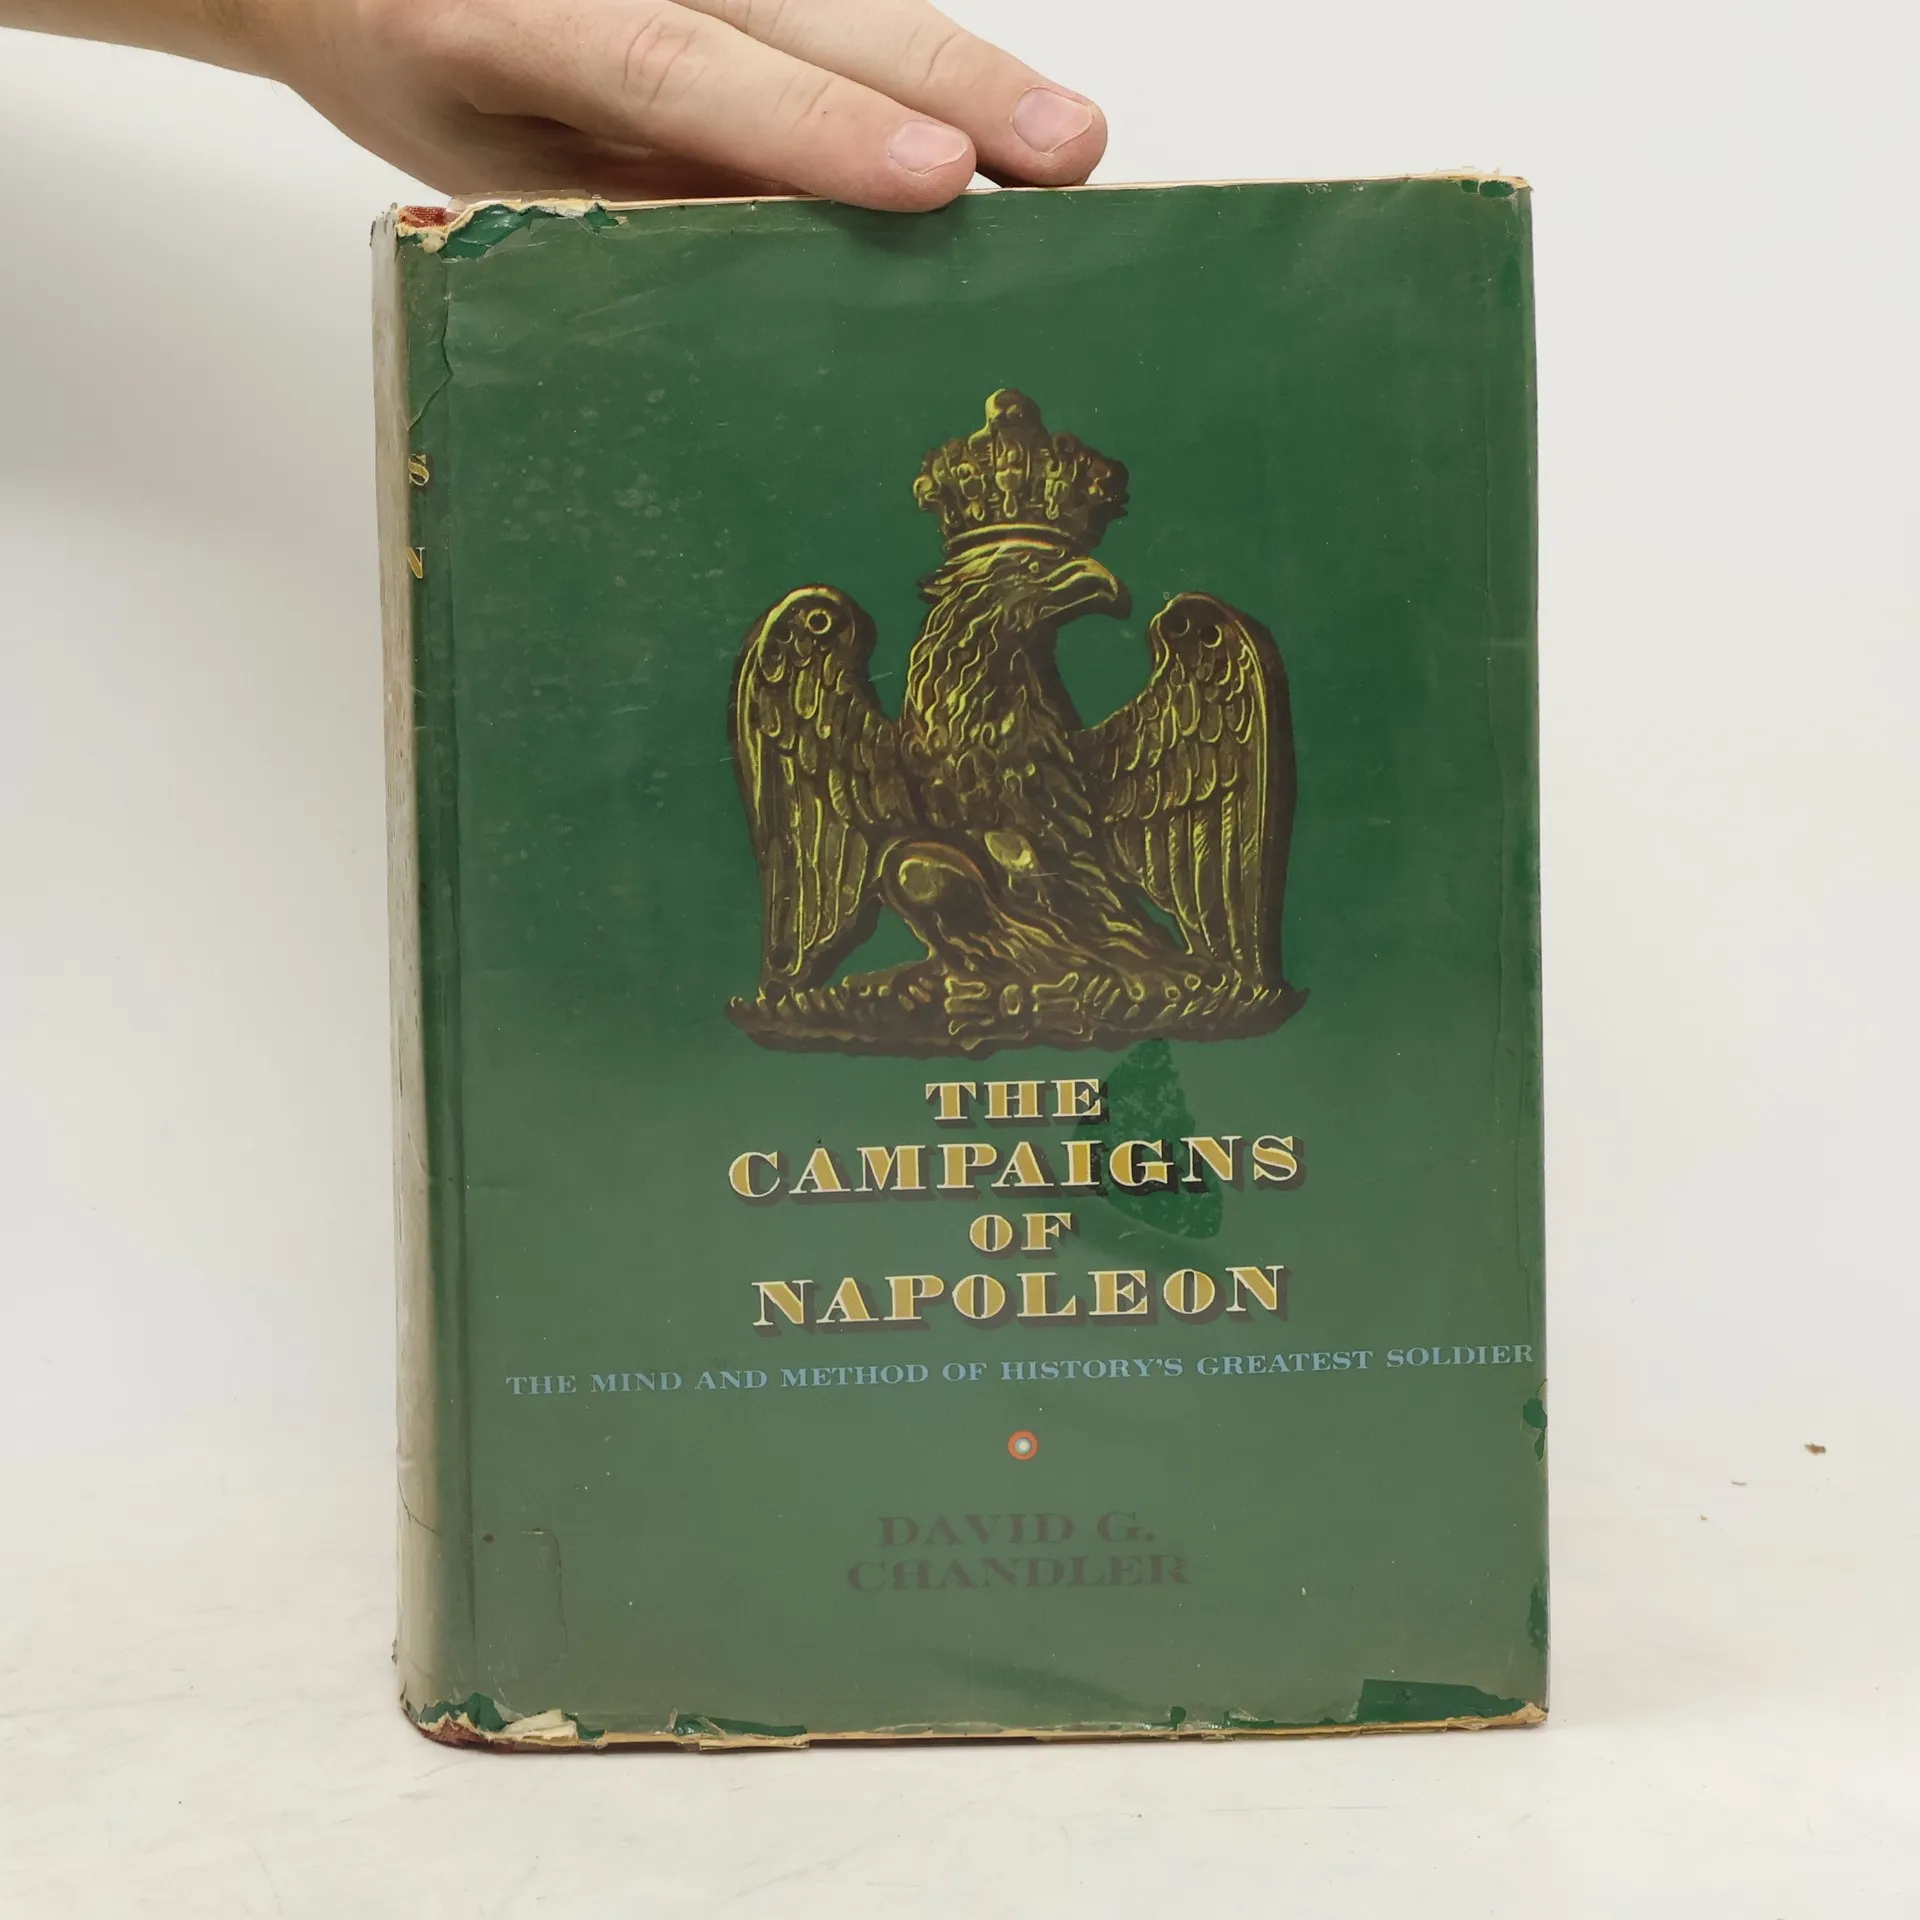 S
N
THE
CAMPAIGNS
OF
NAPOLEON
THE MIND AND METHOD OF HISTORY'S GREATEST SOLDIER
DAVID G.
CHANDLER